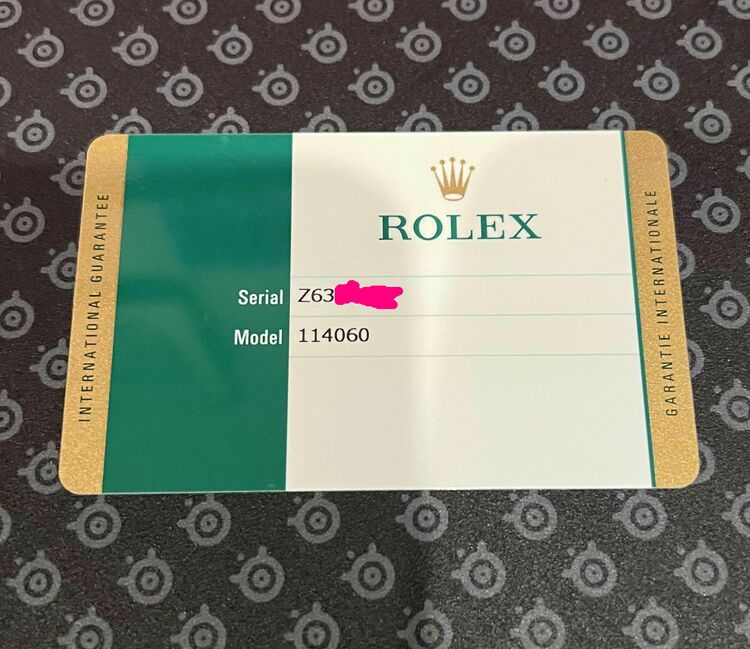 INTERNATIONAL GUARANTEE
ROLEX
Serial Z63
Model 114060
GARANTIE INTERNATIONALE